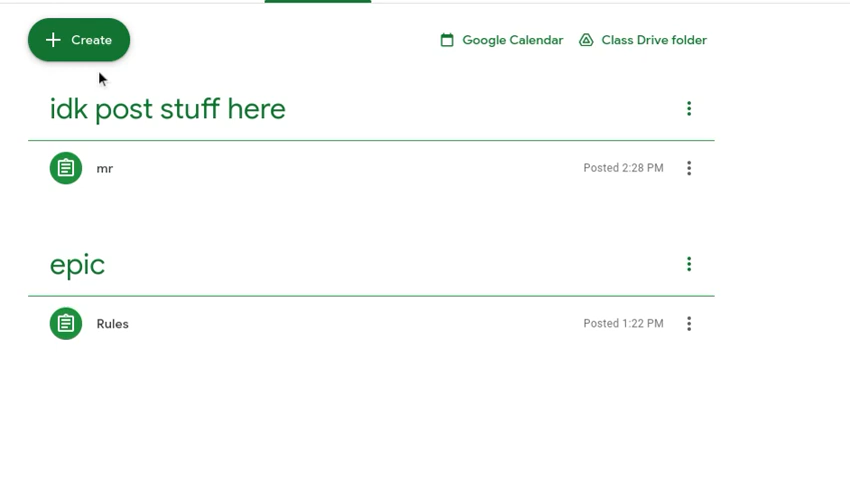 Create
Google Calendar
Class Drive folder
idk post stuff here
mr
Posted 2:28 PM
epic
Rules
Posted 1:22 PM